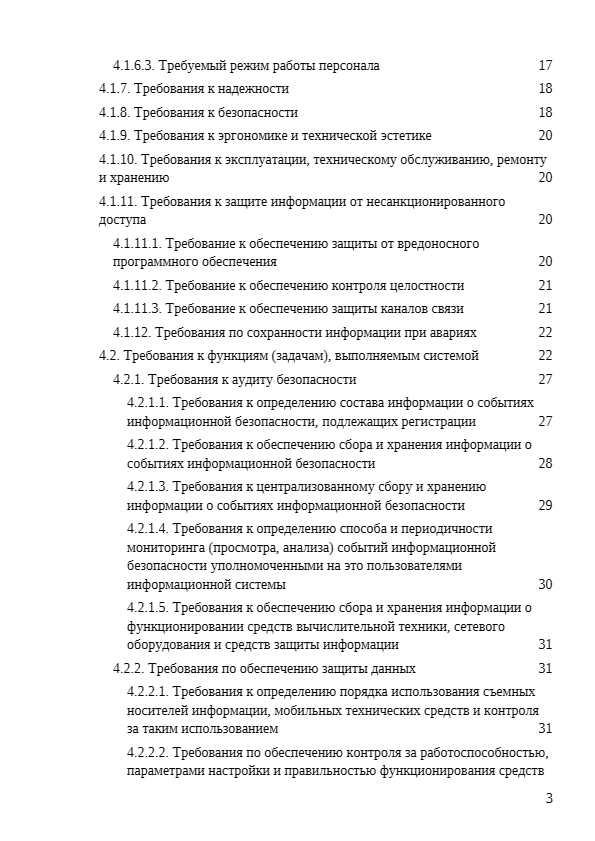 4.1.6.3. Требуемый режим работы персонала 17
4.1.7. Требования к надежности 18
4.1.8. Требования к безопасности 18
4.1.9. Требования к эргономике и технической эстетике 20
4.1.10. Требования к эксплуатации, техническому обслуживанию, ремонту
и хранению 20
4.1.11. Требования к защите информации от несанкционированного
доступа 20
4.1.11.1. Требование к обеспечению защиты от вредоносного
программного обеспечения 20
4.1.11.2. Требование к обеспечению контроля целостности 21
4.1.11.3. Требование к обеспечению защиты каналов связи 21
4.1.12. Требования по сохранности информации при авариях 22
4.2. Требования к функциям (задачам), выполняемым системой 22
4.2.1. Требования к аудиту безопасности 27
4.2.1.1. Требования к определению состава информации о событиях
информационной безопасности, подлежащих регистрации 27
4.2.1.2. Требования к обеспечению сбора и хранения информации о
событиях информационной безопасности 28
4.2.1.3. Требования к централизованному сбору и хранению
информации о событиях информационной безопасности 29
4.2.1.4. Требования к определению способа и периодичности
мониторинга (просмотра, анализа) событий информационной
безопасности уполномоченными на это пользователями
информационной системы 30
4.2.1.5. Требования к обеспечению сбора и хранения информации о
функционировании средств вычислительной техники, сетевого
оборудования и средств защиты информации 31
4.2.2. Требования по обеспечению защиты данных 31
4.2.2.1. Требования к определению порядка использования съемных
носителей информации, мобильных технических средств и контроля
за таким использованием 31
4.2.2.2. Требования по обеспечению контроля за работоспособностью,
параметрами настройки и правильностью функционирования средств
3